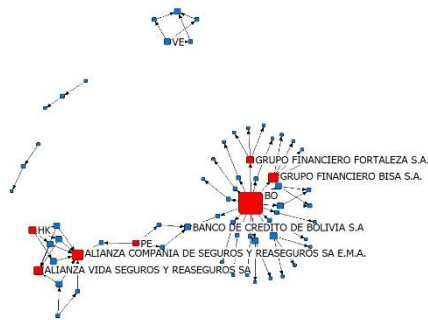 VE
GRUPO FINANCIERO FORTALEZA S.A.
GRUPO FINANCIERO BISA S.A.
BO
BANCO DE CREDITO DE BOLIVIA S.A
HK
PE
ALIANZA COMPANIA DE SEGUROS Y REASEGUROS SA E.M.A.
ALIANZA VIDA SEGUROS Y REASEGUROS SA